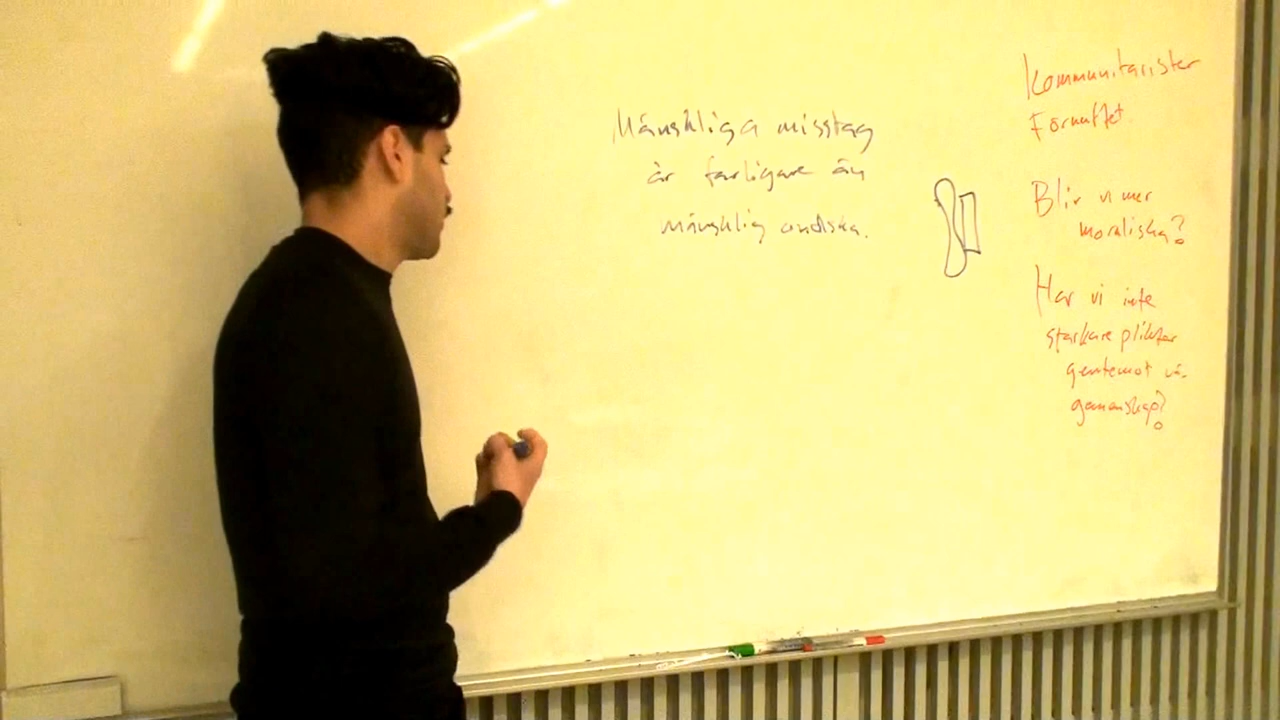 Mänskliga misstag
är farligare än
mänsklig ondska.
Kommunitarister
Förnuftet.
Blir vi mer
moraliska?
Har vi inte
starkare plikter
gentemot vår
gemenskap?